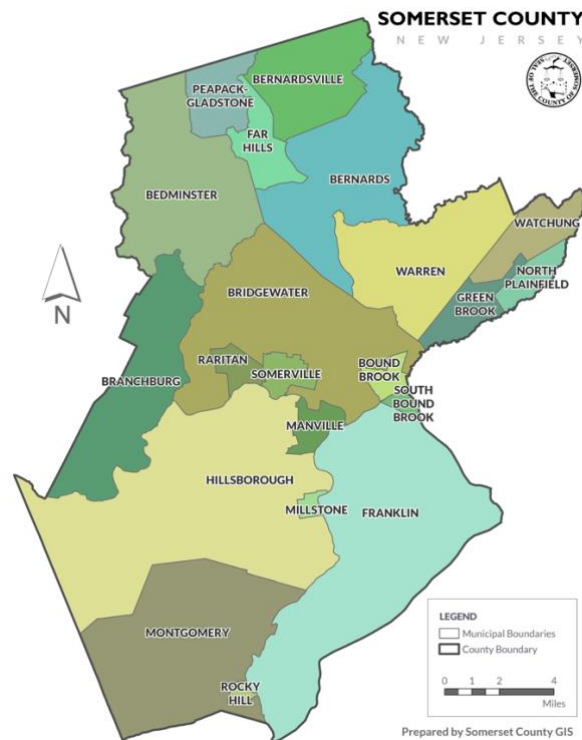 SOMERSET COUNTY
NEW JERSEY
BERNARDSVILLE
PEAPACK-
GLADSTONE
FAR
HILLS
BERNARDS
BEDMINSTER
WATCHUNG
WARREN
NORTH
PLAINFIELD
GREEN
BROOK
BRIDGEWATER
N
RARITAN
SOMERVILLE
BOUND
BROOK
BRANCHBURG
SOUTH
BOUND
BROOK
MANVILLE
HILLSBOROUGH
MILLSTONE
FRANKLIN
MONTGOMERY
ROCKY
HILL
LEGEND
Municipal Boundaries
County Boundary
0 1 2 4
Miles
Prepared by Somerset County GIS